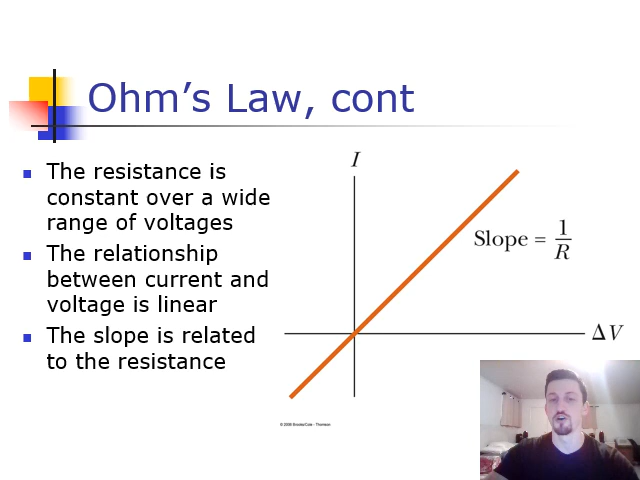 Ohm’s Law, cont
The resistance is
constant over a wide
range of voltages
The relationship
between current and
voltage is linear
The slope is related
to the resistance
I
Slope = 1/R
ΔV
© 2006 Brooks/Cole - Thomson